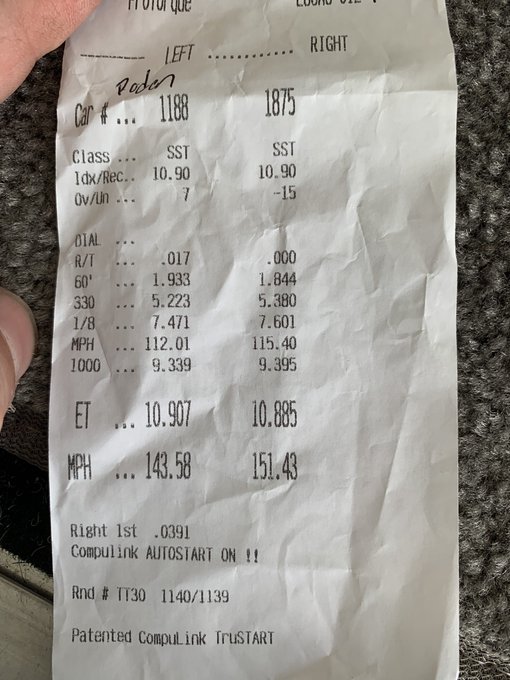 ProTorque
LEFT ............ RIGHT
Car # ... 1188 1875
Class ... SST SST
Idx/Rec.. 10.90 10.90
Ov/Un ... 7 -15
DIAL ...
R/T ... .017 .000
60' ... 1.933 1.844
330 ... 5.223 5.380
1/8 ... 7.471 7.601
MPH ... 112.01 115.40
1000 ... 9.339 9.395
ET ... 10.907 10.885
MPH ... 143.58 151.43
Right 1st .0391
Compulink AUTOSTART ON !!
Rnd # TT30 1140/1139
Patented CompuLink TruSTART